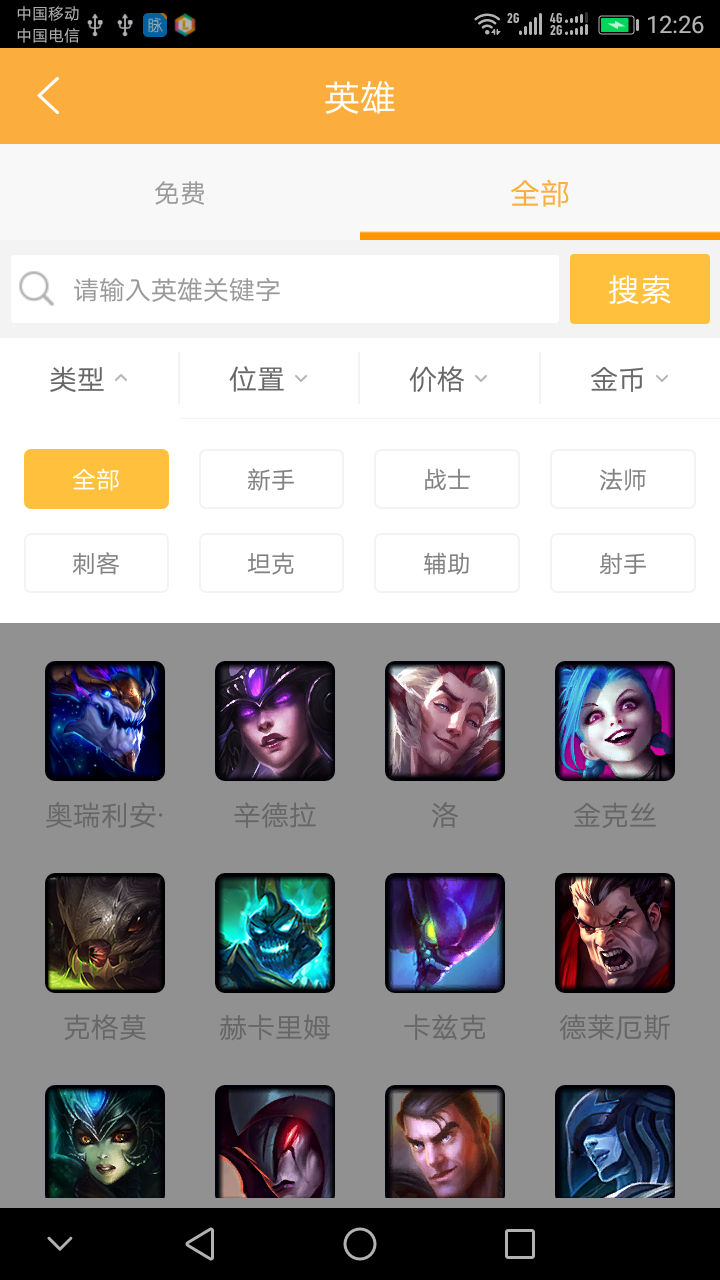 中国移动
中国电信
脉
2G
4G
2G
12:26
英雄
免费 全部
请输入英雄关键字 搜索
类型 位置 价格 金币
全部 新手 战士 法师
刺客 坦克 辅助 射手
奥瑞利安· 辛德拉 洛 金克丝
克格莫 赫卡里姆 卡兹克 德莱厄斯